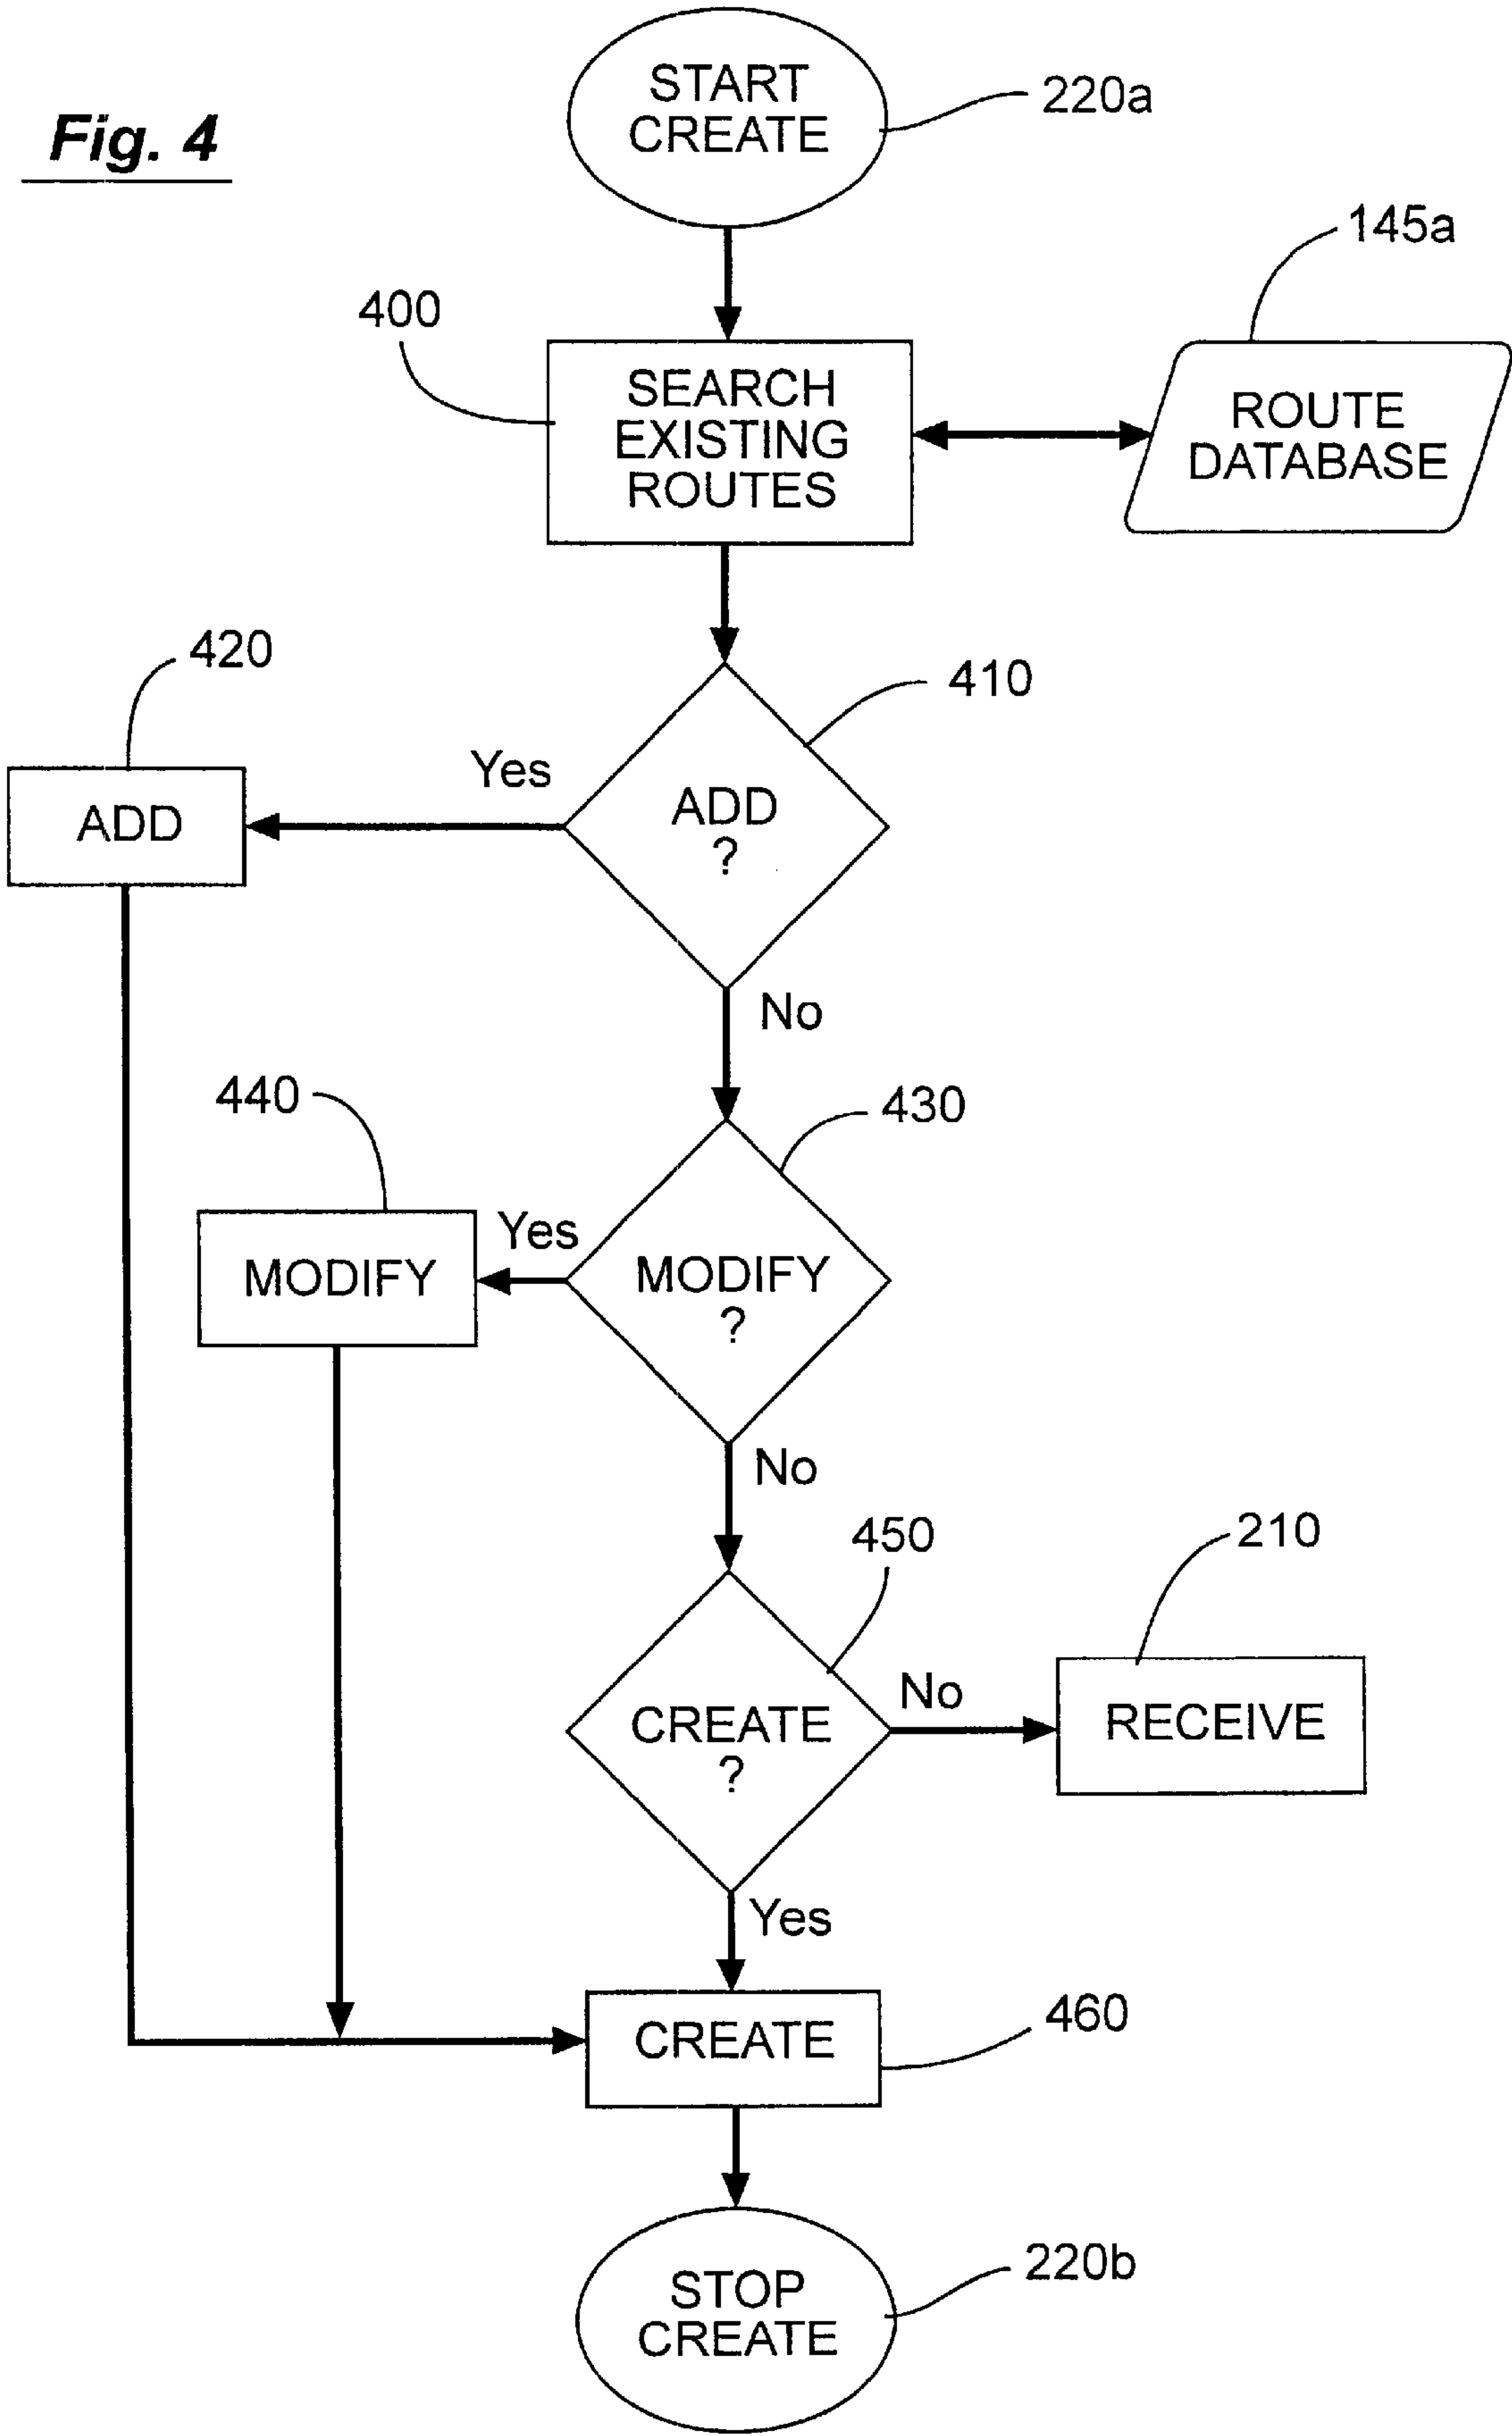 Fig. 4
START
CREATE
220a
145a
400
SEARCH
EXISTING
ROUTES
ROUTE
DATABASE
420
410
Yes
ADD
ADD
?
No
440
430
Yes
MODIFY
MODIFY
?
No
450
210
No
CREATE
?
RECEIVE
Yes
CREATE
460
STOP
CREATE
220b